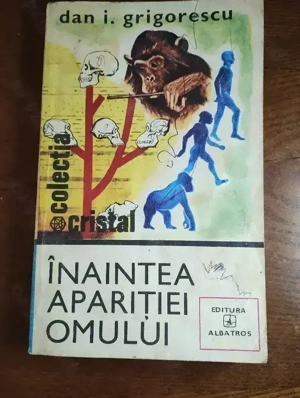 dan i. grigorescu
colecția
cristal
ÎNAINTEA
APARIȚIEI
OMULUI
EDITURA
ALBATROS